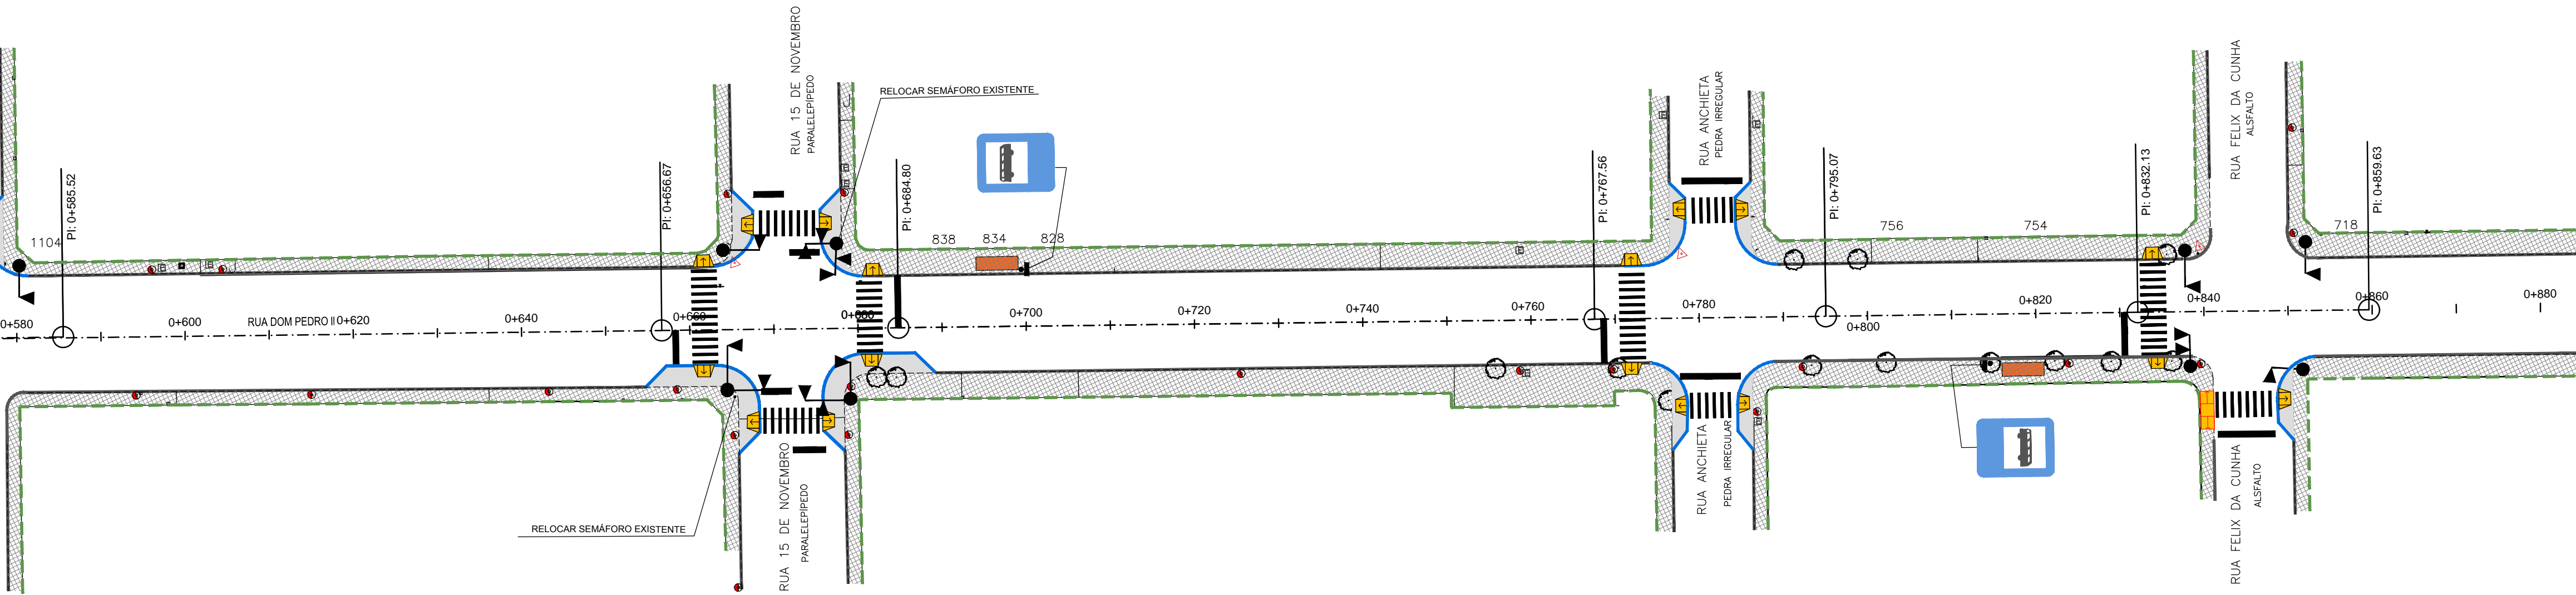 RUA 15 DE NOVEMBRO
PARALELEPÍPEDO
RELOCAR SEMÁFORO EXISTENTE
RUA ANCHIETA
PEDRA IRREGULAR
RUA FELIX DA CUNHA
ALSFALTO
PI: 0+585.52
PI: 0+656.67
PI: 0+684.80
PI: 0+767.56
PI: 0+795.07
PI: 0+832.13
PI: 0+859.63
1104
838
834
828
756
754
718
0+580
0+600
RUA DOM PEDRO II
0+620
0+640
0+660
0+680
0+700
0+720
0+740
0+760
0+780
0+800
0+820
0+840
0+860
0+880
RELOCAR SEMÁFORO EXISTENTE
RUA 15 DE NOVEMBRO
PARALELEPÍPEDO
RUA ANCHIETA
PEDRA IRREGULAR
RUA FELIX DA CUNHA
ALSFALTO